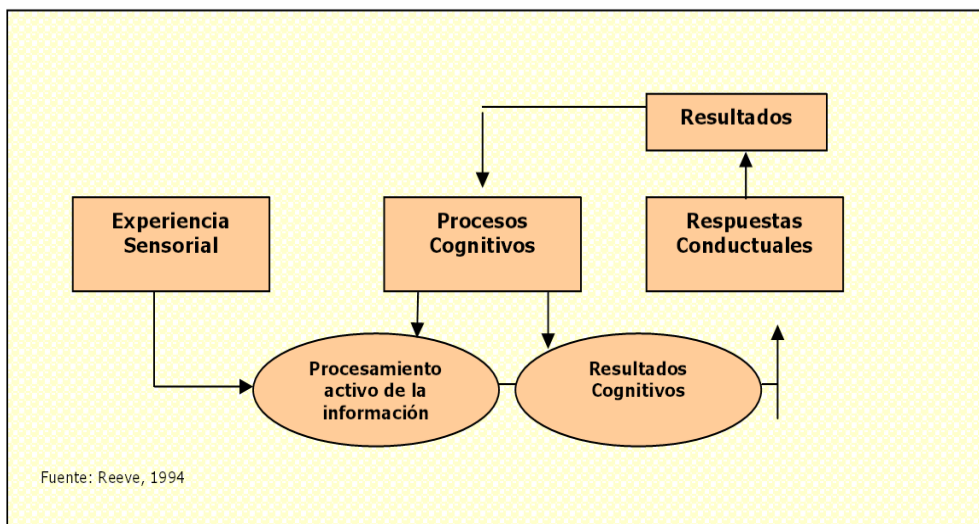 Resultados
Experiencia
Sensorial
Procesos
Cognitivos
Respuestas
Conductuales
Procesamiento
activo de la
información
Resultados
Cognitivos
Fuente: Reeve, 1994